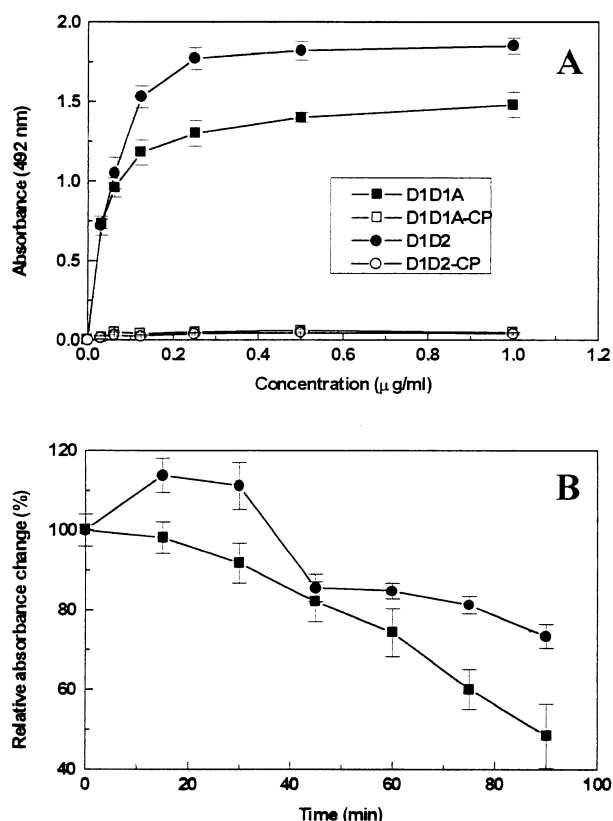 A
Absorbance (492 nm)
2.0
1.5
1.0
0.5
0.0
D1D1A
D1D1A-CP
D1D2
D1D2-CP
0.0 0.2 0.4 0.6 0.8 1.0 1.2
Concentration (μ g/ml)
B
Relative absorbance change (%)
120
100
80
60
40
0 20 40 60 80 100
Time (min)